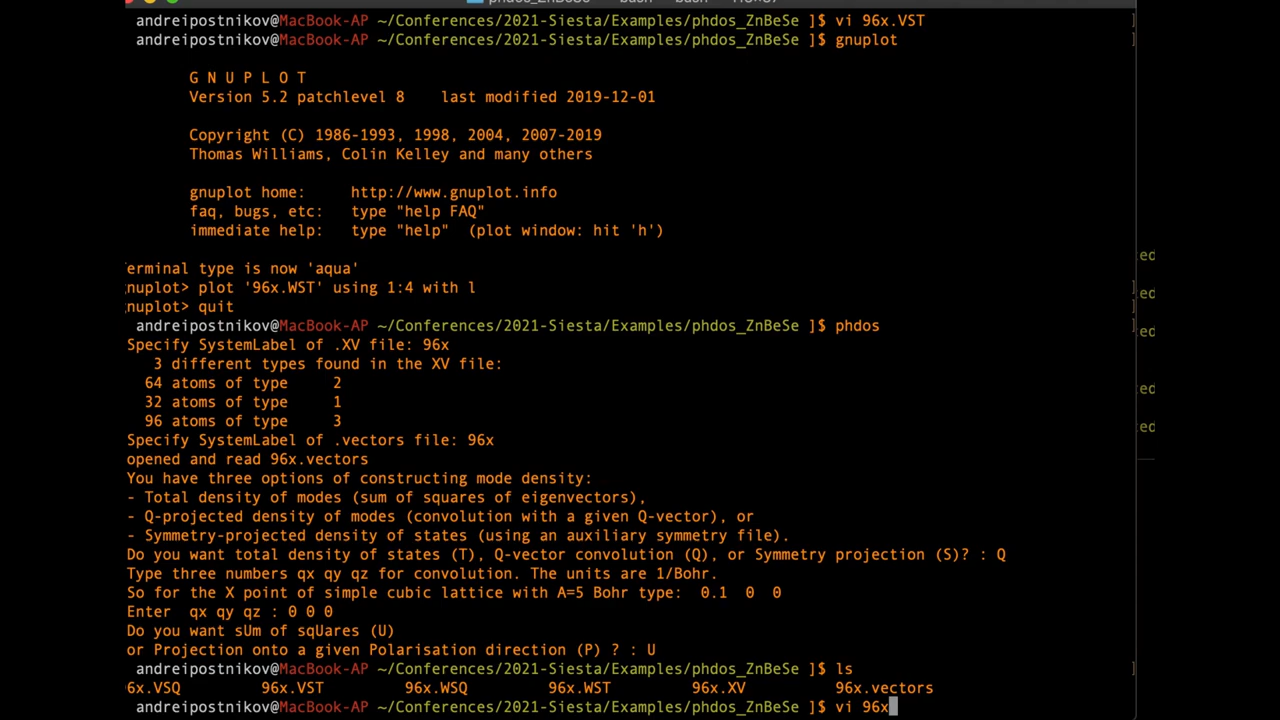 andreipostnikov@MacBook-AP ~/Conferences/2021-Siesta/Examples/phdos_ZnBeSe ]$ vi 96x.VST ]
andreipostnikov@MacBook-AP ~/Conferences/2021-Siesta/Examples/phdos_ZnBeSe ]$ gnuplot ]
G N U P L O T
Version 5.2 patchlevel 8    last modified 2019-12-01
Copyright (C) 1986-1993, 1998, 2004, 2007-2019
Thomas Williams, Colin Kelley and many others
gnuplot home:     http://www.gnuplot.info
faq, bugs, etc:   type "help FAQ"
immediate help:   type "help"  (plot window: hit 'h')
erminal type is now 'aqua'
ed
gnuplot> plot '96x.WST' using 1:4 with l ]
ed
gnuplot> quit ]
andreipostnikov@MacBook-AP ~/Conferences/2021-Siesta/Examples/phdos_ZnBeSe ]$ phdos ]
ed
Specify SystemLabel of .XV file: 96x
3 different types found in the XV file:
64 atoms of type     2
ed
32 atoms of type     1
96 atoms of type     3
ed
Specify SystemLabel of .vectors file: 96x
opened and read 96x.vectors
You have three options of constructing mode density:
- Total density of modes (sum of squares of eigenvectors),
- Q-projected density of modes (convolution with a given Q-vector), or
- Symmetry-projected density of states (using an auxiliary symmetry file).
Do you want total density of states (T), Q-vector convolution (Q), or Symmetry projection (S)? : Q
Type three numbers qx qy qz for convolution. The units are 1/Bohr.
So for the X point of simple cubic lattice with A=5 Bohr type:  0.1  0  0
Enter  qx qy qz : 0 0 0
Do you want sUm of sqUares (U)
or Projection onto a given Polarisation direction (P) ? : U
andreipostnikov@MacBook-AP ~/Conferences/2021-Siesta/Examples/phdos_ZnBeSe ]$ ls ]
96x.VSQ         96x.VST         96x.WSQ         96x.WST         96x.XV          96x.vectors
andreipostnikov@MacBook-AP ~/Conferences/2021-Siesta/Examples/phdos_ZnBeSe ]$ vi 96x